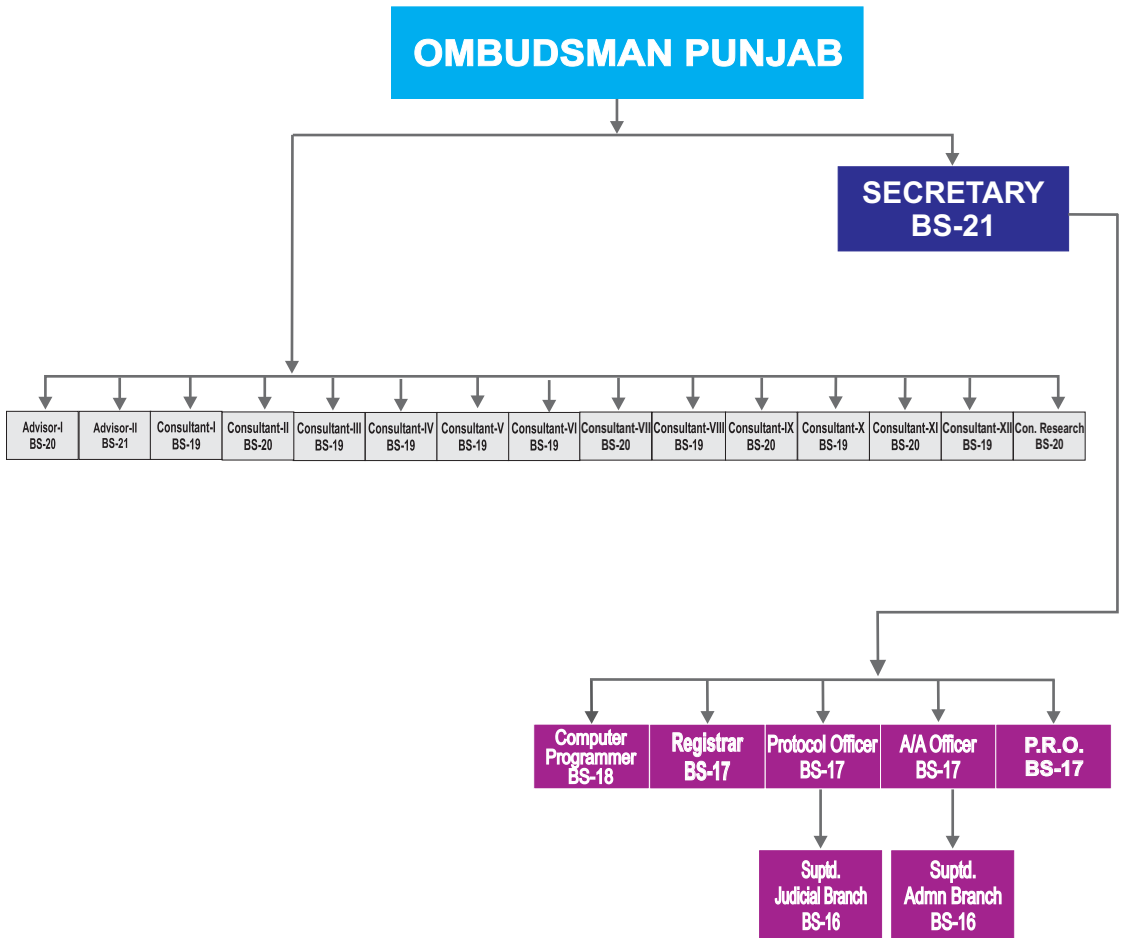 OMBUDSMAN PUNJAB
SECRETARY
BS-21
Advisor-I
BS-20
Advisor-II
BS-21
Consultant-I
BS-19
Consultant-II
BS-20
Consultant-III
BS-19
Consultant-IV
BS-19
Consultant-V
BS-19
Consultant-VI
BS-19
Consultant-VII
BS-20
Consultant-VIII
BS-19
Consultant-IX
BS-20
Consultant-X
BS-19
Consultant-XI
BS-20
Consultant-XII
BS-19
Con. Research
BS-20
Computer
Programmer
BS-18
Registrar
BS-17
Protocol Officer
BS-17
A/A Officer
BS-17
P.R.O.
BS-17
Suptd.
Judicial Branch
BS-16
Suptd.
Admn Branch
BS-16